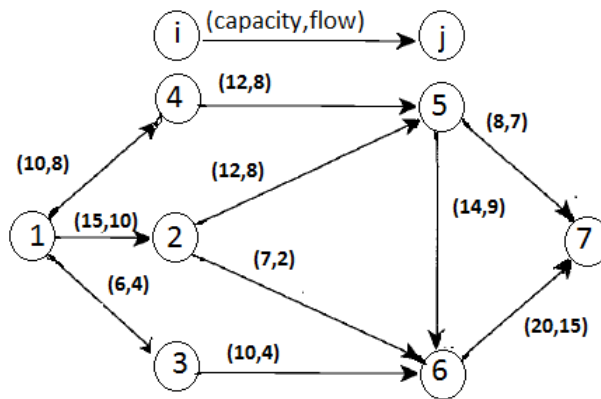 (capacity,flow)
i j
4 (12,8) 5
(10,8) (12,8) (8,7)
1 (15,10) 2 (7,2) (14,9) 7
(6,4)
3 (10,4) 6 (20,15)